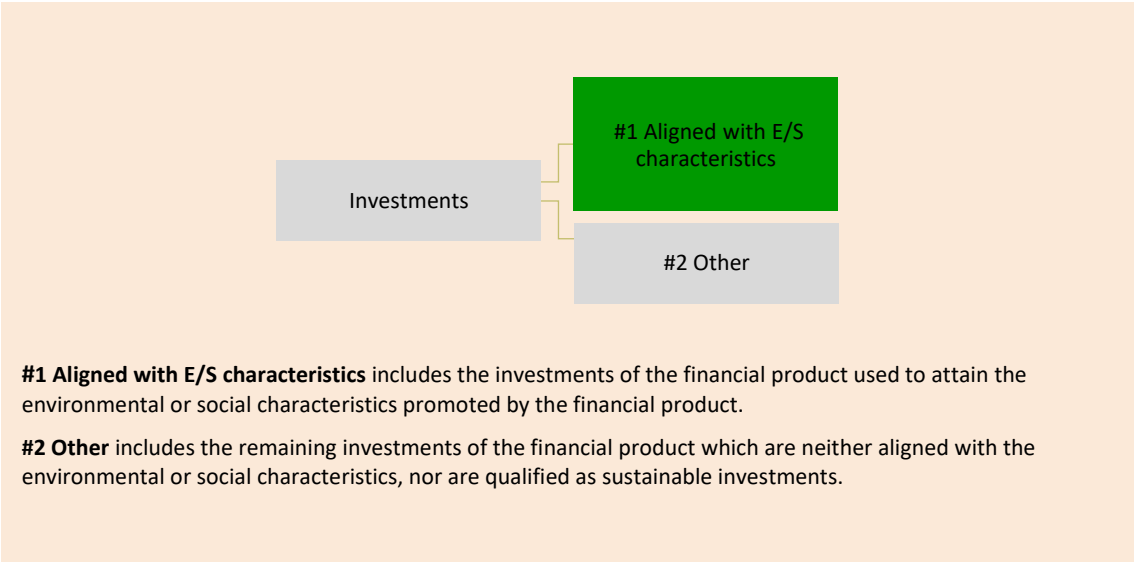 #1 Aligned with E/S
characteristics
Investments
#2 Other
#1 Aligned with E/S characteristics includes the investments of the financial product used to attain the
environmental or social characteristics promoted by the financial product.
#2 Other includes the remaining investments of the financial product which are neither aligned with the
environmental or social characteristics, nor are qualified as sustainable investments.